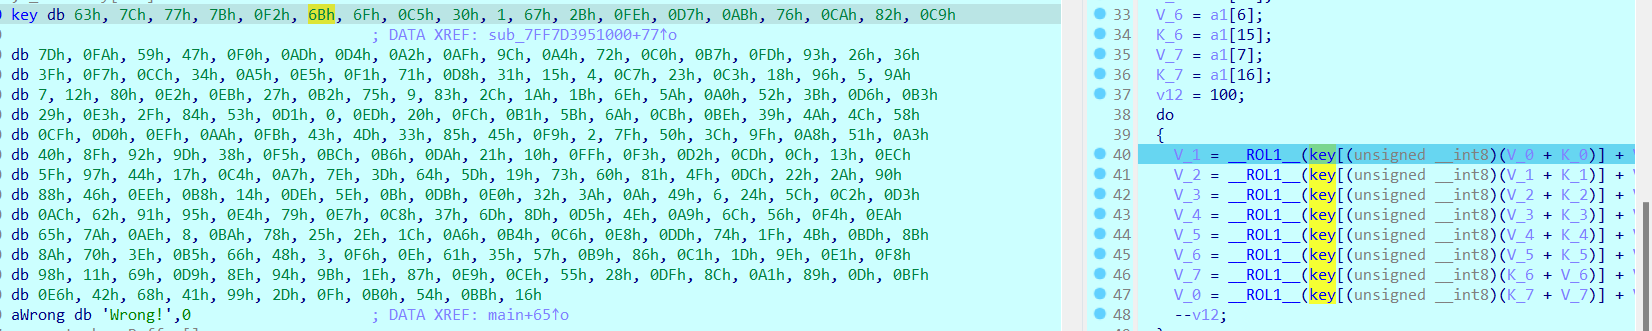 key db 63h, 7Ch, 77h, 7Bh, 0F2h, 6Bh, 6Fh, 0C5h, 30h, 1, 67h, 2Bh, 0FEh, 0D7h, 0ABh, 76h, 0CAh, 82h, 0C9h
; DATA XREF: sub_7FF7D3951000+77↑o
db 7Dh, 0FAh, 59h, 47h, 0F0h, 0ADh, 0D4h, 0A2h, 0AFh, 9Ch, 0A4h, 72h, 0C0h, 0B7h, 0FDh, 93h, 26h, 36h
db 3Fh, 0F7h, 0CCh, 34h, 0A5h, 0E5h, 0F1h, 71h, 0D8h, 31h, 15h, 4, 0C7h, 23h, 0C3h, 18h, 96h, 5, 9Ah
db 7, 12h, 80h, 0E2h, 0EBh, 27h, 0B2h, 75h, 9, 83h, 2Ch, 1Ah, 1Bh, 6Eh, 5Ah, 0A0h, 52h, 3Bh, 0D6h, 0B3h
db 29h, 0E3h, 2Fh, 84h, 53h, 0D1h, 0, 0EDh, 20h, 0FCh, 0B1h, 5Bh, 6Ah, 0CBh, 0BEh, 39h, 4Ah, 4Ch, 58h
db 0CFh, 0D0h, 0EFh, 0AAh, 0FBh, 43h, 4Dh, 33h, 85h, 45h, 0F9h, 2, 7Fh, 50h, 3Ch, 9Fh, 0A8h, 51h, 0A3h
db 40h, 8Fh, 92h, 9Dh, 38h, 0F5h, 0BCh, 0B6h, 0DAh, 21h, 10h, 0FFh, 0F3h, 0D2h, 0CDh, 0Ch, 13h, 0ECh
db 5Fh, 97h, 44h, 17h, 0C4h, 0A7h, 7Eh, 3Dh, 64h, 5Dh, 19h, 73h, 60h, 81h, 4Fh, 0DCh, 22h, 2Ah, 90h
db 88h, 46h, 0EEh, 0B8h, 14h, 0DEh, 5Eh, 0Bh, 0DBh, 0E0h, 32h, 3Ah, 0Ah, 49h, 6, 24h, 5Ch, 0C2h, 0D3h
db 0ACh, 62h, 91h, 95h, 0E4h, 79h, 0E7h, 0C8h, 37h, 6Dh, 8Dh, 0D5h, 4Eh, 0A9h, 6Ch, 56h, 0F4h, 0EAh
db 65h, 7Ah, 0AEh, 8, 0BAh, 78h, 25h, 2Eh, 1Ch, 0A6h, 0B4h, 0C6h, 0E8h, 0DDh, 74h, 1Fh, 4Bh, 0BDh, 8Bh
db 8Ah, 70h, 3Eh, 0B5h, 66h, 48h, 3, 0F6h, 0Eh, 61h, 35h, 57h, 0B9h, 86h, 0C1h, 1Dh, 9Eh, 0E1h, 0F8h
db 98h, 11h, 69h, 0D9h, 8Eh, 94h, 9Bh, 1Eh, 87h, 0E9h, 0CEh, 55h, 28h, 0DFh, 8Ch, 0A1h, 89h, 0Dh, 0BFh
db 0E6h, 42h, 68h, 41h, 99h, 2Dh, 0Fh, 0B0h, 54h, 0BBh, 16h
aWrong db 'Wrong!',0 ; DATA XREF: main+65↑o
33 V_6 = a1[6];
34 K_6 = a1[15];
35 V_7 = a1[7];
36 K_7 = a1[16];
37 v12 = 100;
38 do
39 {
40 V_1 = __ROL1__(key[(unsigned __int8)(V_0 + K_0)] +
41 V_2 = __ROL1__(key[(unsigned __int8)(V_1 + K_1)] +
42 V_3 = __ROL1__(key[(unsigned __int8)(V_2 + K_2)] +
43 V_4 = __ROL1__(key[(unsigned __int8)(V_3 + K_3)] +
44 V_5 = __ROL1__(key[(unsigned __int8)(V_4 + K_4)] +
45 V_6 = __ROL1__(key[(unsigned __int8)(V_5 + K_5)] +
46 V_7 = __ROL1__(key[(unsigned __int8)(K_6 + V_6)] +
47 V_0 = __ROL1__(key[(unsigned __int8)(K_7 + V_7)] +
48 --v12;